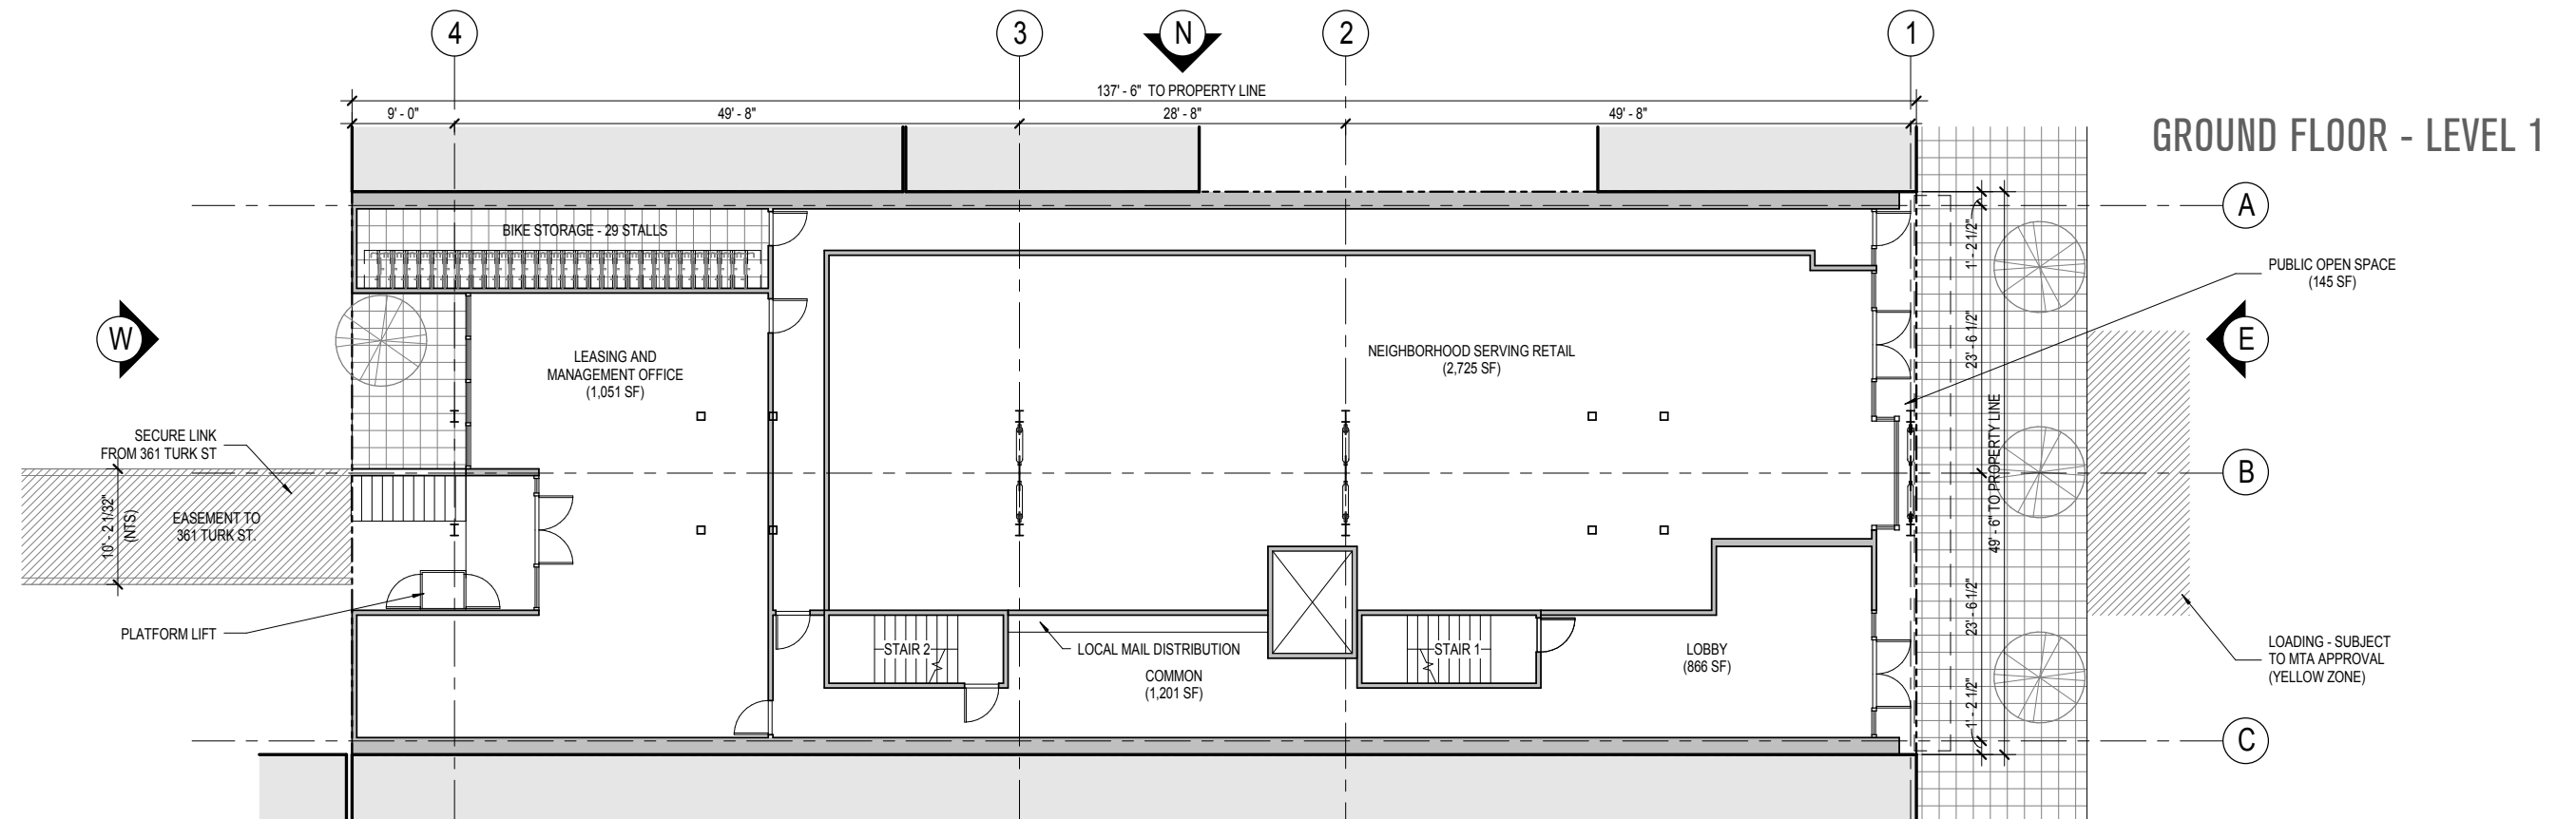 4
3
N
2
1
137' - 6" TO PROPERTY LINE
9' - 0"
49' - 8"
28' - 8"
49' - 8"
GROUND FLOOR - LEVEL 1
A
BIKE STORAGE - 29 STALLS
1' - 2 1/2"
PUBLIC OPEN SPACE
(145 SF)
W
E
LEASING AND
MANAGEMENT OFFICE
(1,051 SF)
NEIGHBORHOOD SERVING RETAIL
(2,725 SF)
23' - 6 1/2"
SECURE LINK
FROM 361 TURK ST
49' - 6" TO PROPERTY LINE
B
10' - 2 1/32"
(NTS)
EASEMENT TO
361 TURK ST.
23' - 6 1/2"
PLATFORM LIFT
STAIR 2
LOCAL MAIL DISTRIBUTION
COMMON
(1,201 SF)
STAIR 1
LOBBY
(866 SF)
LOADING - SUBJECT
TO MTA APPROVAL
(YELLOW ZONE)
1' - 2 1/2"
C